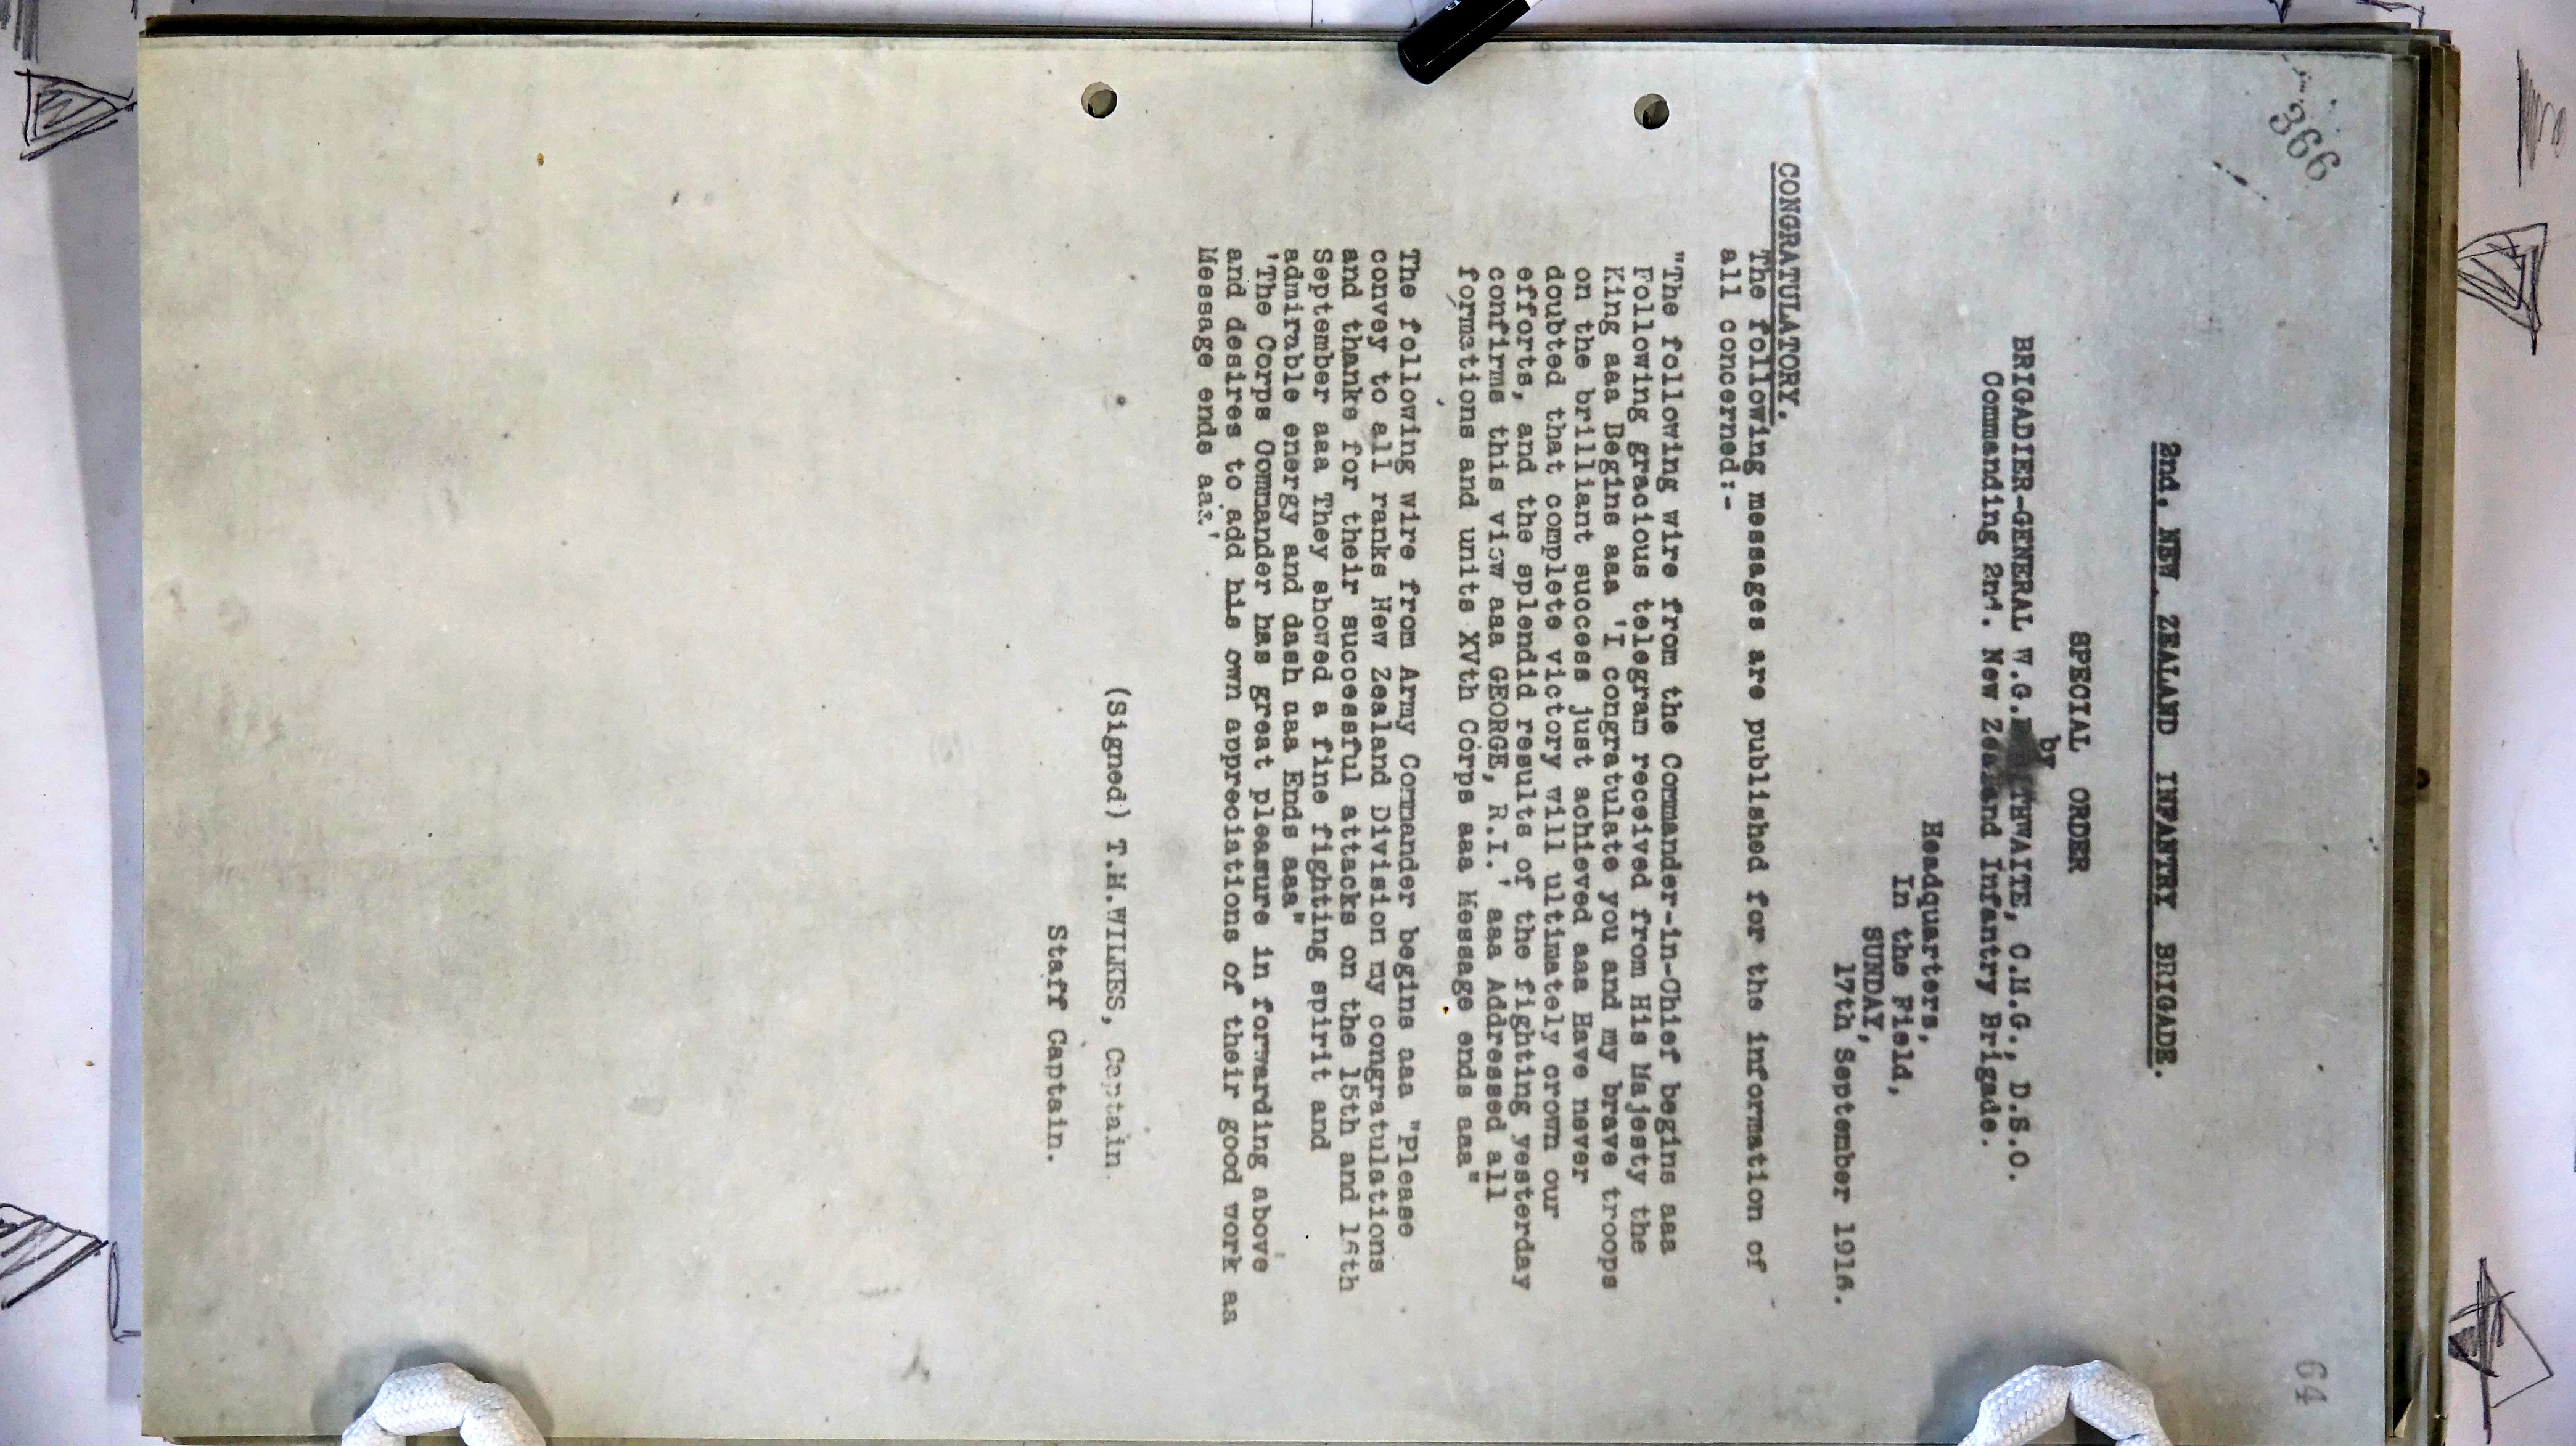 366
64
2nd. NEW ZEALAND INFANTRY BRIGADE.
SPECIAL ORDER
by
BRIGADIER-GENERAL W.G. THWAITE, C.M.G., D.S.O.
Commanding 2nd. New Zealand Infantry Brigade.
Headquarters,
In the Field,
SUNDAY,
17th September 1916.
CONGRATULATORY.
The following messages are published for the information of
all concerned:-
"The following wire from the Commander-in-Chief begins aaa
Following gracious telegram received from His Majesty the
King aaa Begins aaa 'I congratulate you and my brave troops
on the brilliant success just achieved aaa Have never
doubted that complete victory will ultimately crown our
efforts, and the splendid results of the fighting yesterday
confirms this view aaa GEORGE, R.I.' aaa Addressed all
formations and units XVth Corps aaa Message ends aaa"
The following wire from Army Commander begins aaa "Please
convey to all ranks New Zealand Division my congratulations
and thanks for their successful attacks on the 15th and 16th
September aaa They showed a fine fighting spirit and
admirable energy and dash aaa Ends aaa"
'The Corps Commander has great pleasure in forwarding above
and desires to add his own appreciations of their good work aa
Message ends aaa.'
(Signed) T.H.WILKES, Captain
Staff Captain.